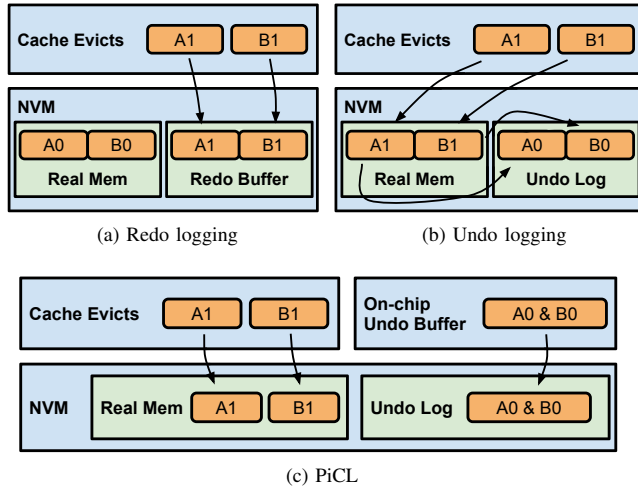 Cache Evicts A1 B1
NVM
A0 B0 A1 B1
Real Mem Redo Buffer
(a) Redo logging
Cache Evicts A1 B1
NVM
A1 B1 A0 B0
Real Mem Undo Log
(b) Undo logging
Cache Evicts A1 B1
On-chip
Undo Buffer A0 & B0
NVM Real Mem A1 B1 Undo Log A0 & B0
(c) PiCL